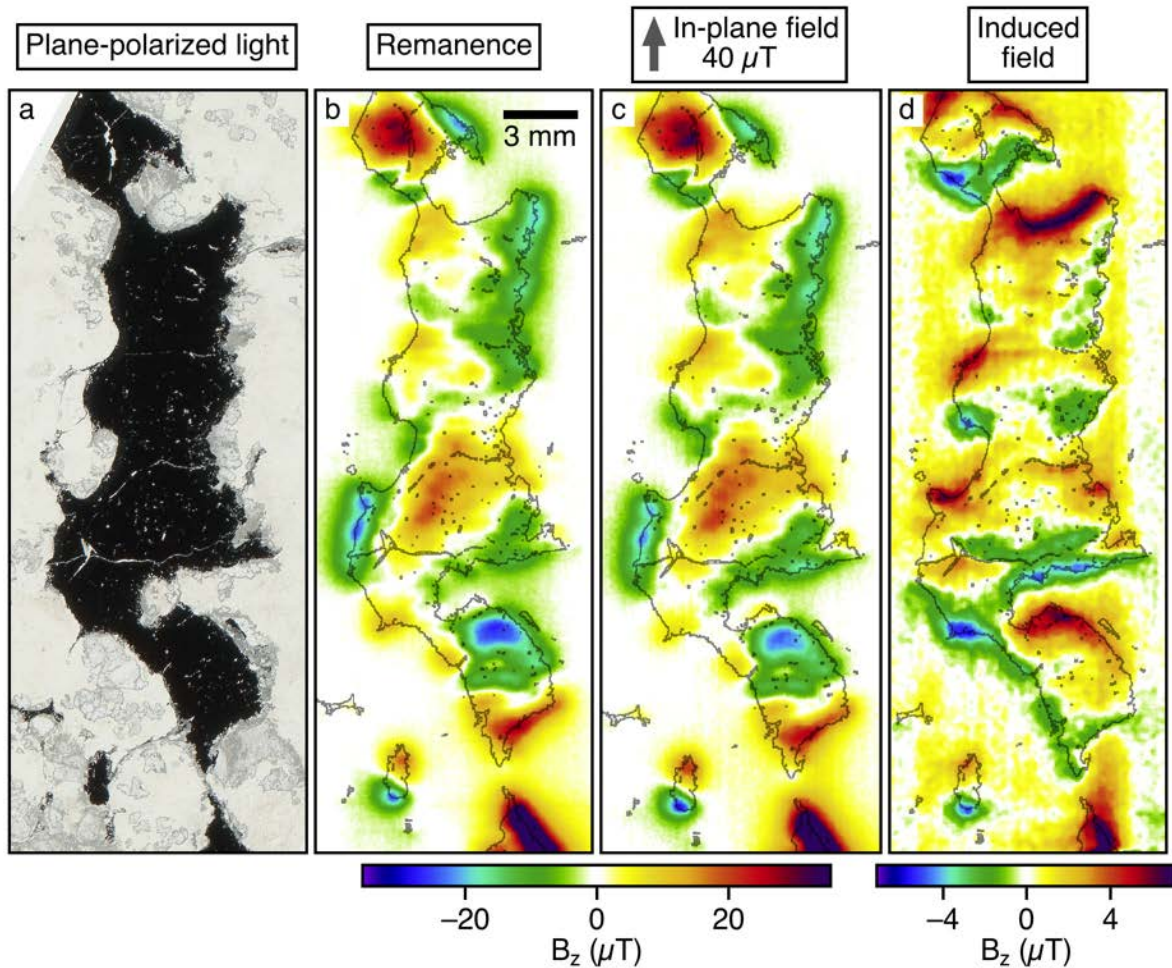 Plane-polarized light
Remanence
In-plane field
40 µT
Induced
field
a
b
3 mm
c
d
−20
0
20
B_z (µT)
−4
0
4
B_z (µT)